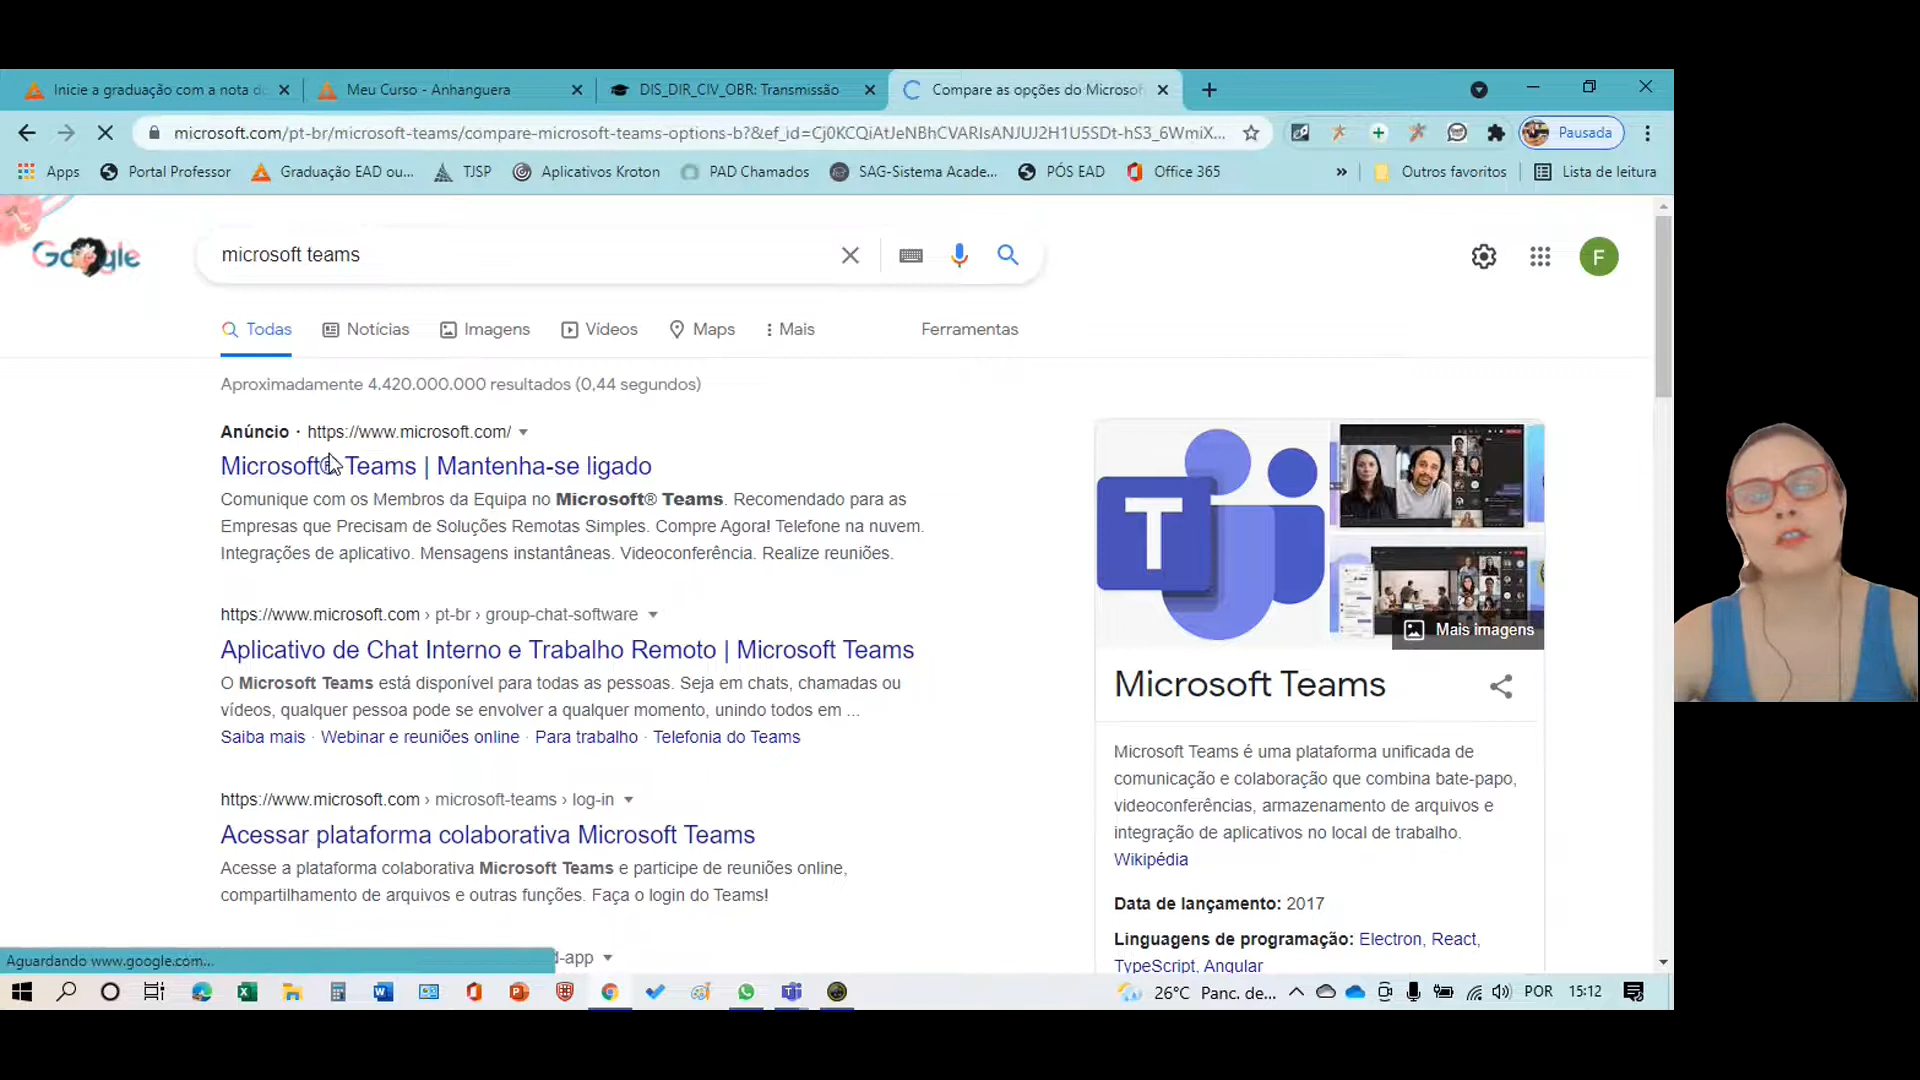 Inicie a graduação com a nota do
Meu Curso - Anhanguera
DIS_DIR_CIV_OBR: Transmissão
Compare as opções do Microsof
microsoft.com/pt-br/microsoft-teams/compare-microsoft-teams-options-b?&ef_id=Cj0KCQiAtJeNBhCVARIsANJUJ2H1U5SDt-hS3_6WmiX...
Pausada
Apps
Portal Professor
Graduação EAD ou...
TJSP
Aplicativos Kroton
PAD Chamados
SAG-Sistema Acade...
PÓS EAD
Office 365
»
Outros favoritos
Lista de leitura
Google
microsoft teams
F
Todas
Notícias
Imagens
Vídeos
Maps
Mais
Ferramentas
Aproximadamente 4.420.000.000 resultados (0,44 segundos)
Anúncio · https://www.microsoft.com/
Microsoft® Teams | Mantenha-se ligado
Comunique com os Membros da Equipa no Microsoft® Teams. Recomendado para as
Empresas que Precisam de Soluções Remotas Simples. Compre Agora! Telefone na nuvem.
Integrações de aplicativo. Mensagens instantâneas. Videoconferência. Realize reuniões.
https://www.microsoft.com › pt-br › group-chat-software
Aplicativo de Chat Interno e Trabalho Remoto | Microsoft Teams
O Microsoft Teams está disponível para todas as pessoas. Seja em chats, chamadas ou
vídeos, qualquer pessoa pode se envolver a qualquer momento, unindo todos em ...
Saiba mais · Webinar e reuniões online · Para trabalho · Telefonia do Teams
https://www.microsoft.com › microsoft-teams › log-in
Acessar plataforma colaborativa Microsoft Teams
Acesse a plataforma colaborativa Microsoft Teams e participe de reuniões online,
compartilhamento de arquivos e outras funções. Faça o login do Teams!
d-app
T
Mais imagens
Microsoft Teams
Microsoft Teams é uma plataforma unificada de
comunicação e colaboração que combina bate-papo,
videoconferências, armazenamento de arquivos e
integração de aplicativos no local de trabalho.
Wikipédia
Data de lançamento: 2017
Linguagens de programação: Electron, React,
TypeScript, Angular
Aguardando www.google.com...
26°C Panc. de...
POR
15:12